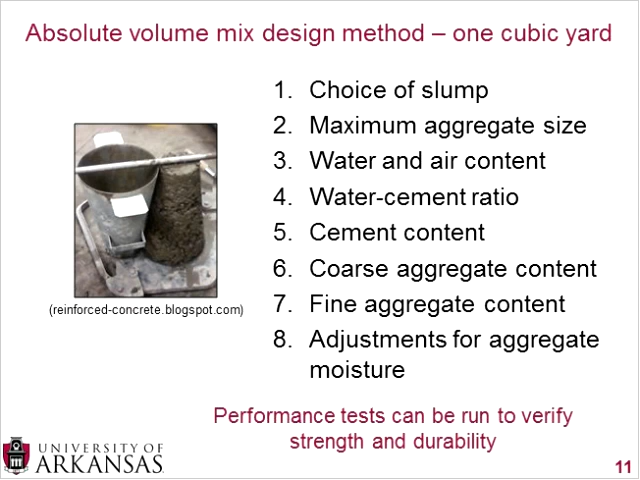 Absolute volume mix design method – one cubic yard
1. Choice of slump
2. Maximum aggregate size
3. Water and air content
4. Water-cement ratio
5. Cement content
6. Coarse aggregate content
7. Fine aggregate content
8. Adjustments for aggregate
moisture
(reinforced-concrete.blogspot.com)
Performance tests can be run to verify
strength and durability
UNIVERSITY OF
ARKANSAS
11